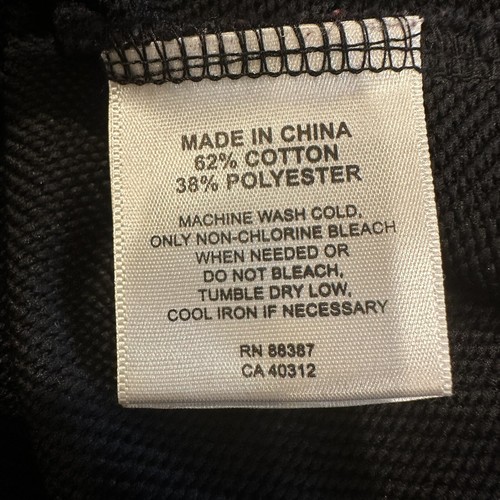 MADE IN CHINA
62% COTTON
38% POLYESTER
MACHINE WASH COLD,
ONLY NON-CHLORINE BLEACH
WHEN NEEDED OR
DO NOT BLEACH,
TUMBLE DRY LOW,
COOL IRON IF NECESSARY
RN 88387
CA 40312